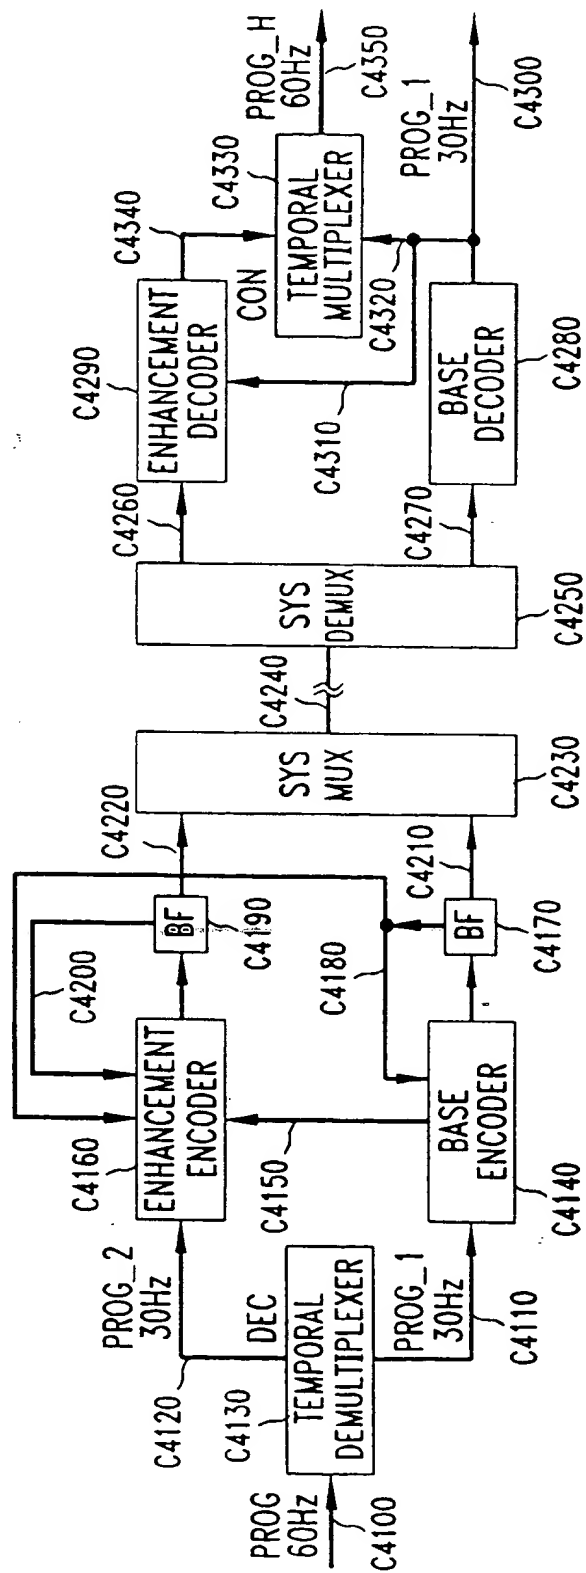 PROG
60Hz
C4100
C4130
TEMPORAL
DEMULTIPLEXER
DEC
C4120
PROG_2
30Hz
PROG_1
30Hz
C4110
C4160
ENHANCEMENT
ENCODER
C4150
BASE
ENCODER
C4140
C4200
C4180
BF
C4190
BF
C4170
C4220
C4210
SYS
MUX
C4230
C4240
SYS
DEMUX
C4250
C4260
C4270
C4290
ENHANCEMENT
DECODER
C4310
BASE
DECODER
C4280
C4340
CON
C4320
C4330
TEMPORAL
MULTIPLEXER
PROG_H
60Hz
C4350
PROG_1
30Hz
C4300